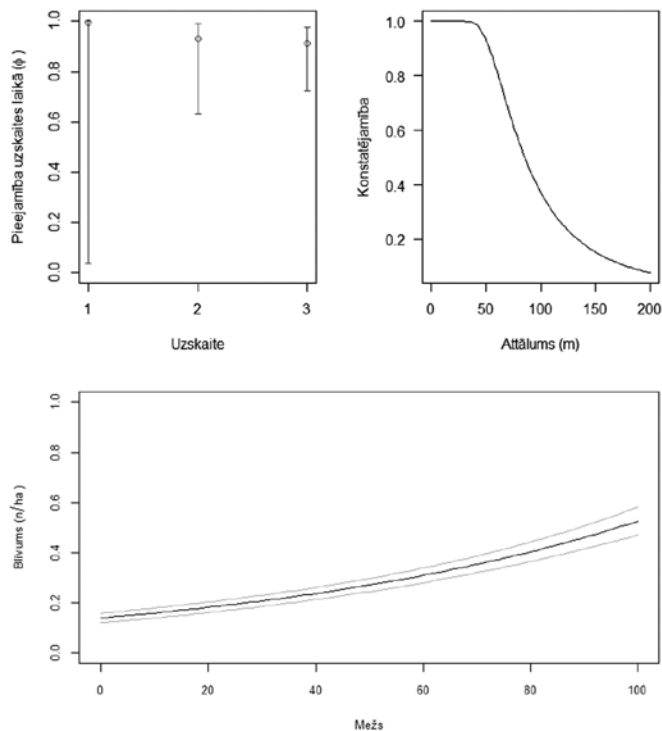 Pieejamība uzskaites laikā (ϕ )
1.0
0.8
0.6
0.4
0.2
0.0
1 2 3
Uzskaite
Konstatējamība
1.0
0.8
0.6
0.4
0.2
0 50 100 150 200
Attālums (m)
Blīvums (n/ha)
1.0
0.8
0.6
0.4
0.2
0.0
0 20 40 60 80 100
Mežs